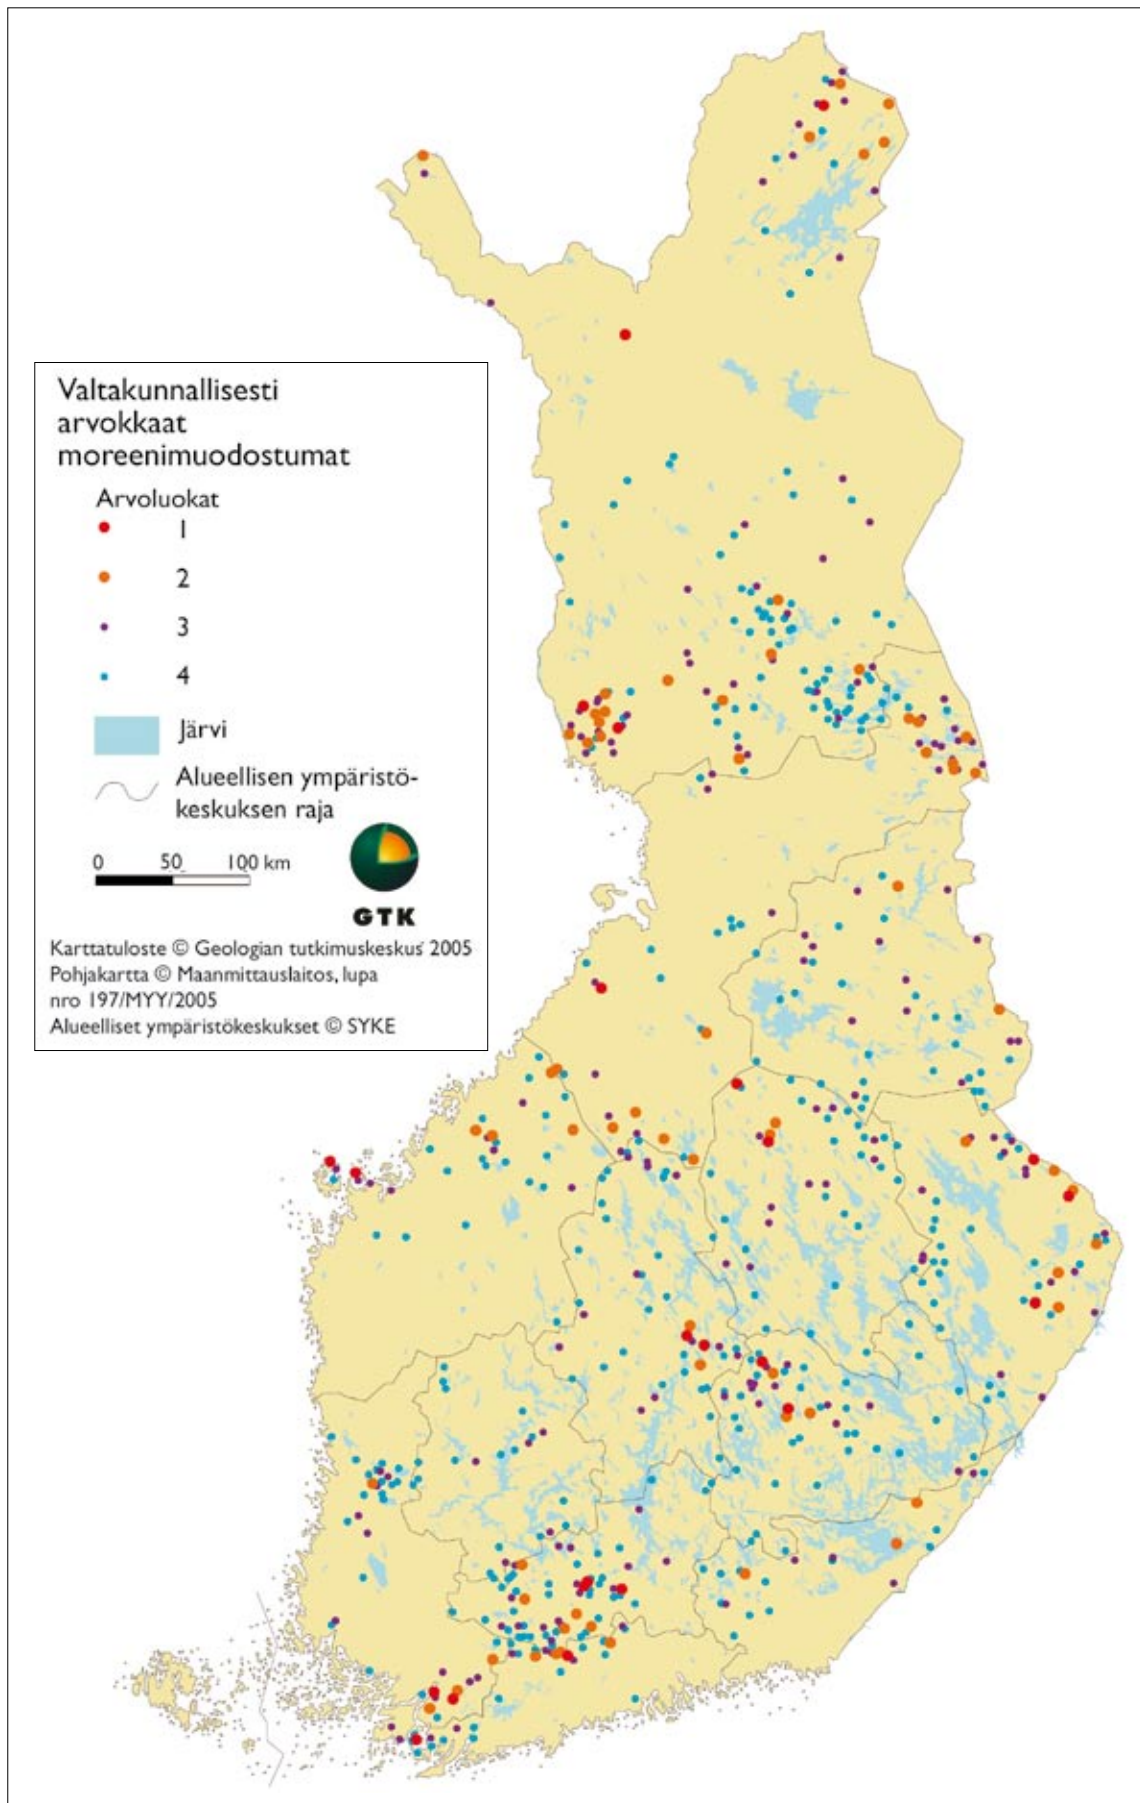 Valtakunnallisesti
arvokkaat
moreenimuodostumat
Arvoluokat
1
2
3
4
Järvi
Alueellisen ympäristö-
keskuksen raja
0 50 100 km
GTK
Karttatuloste © Geologian tutkimuskeskus 2005
Pohjakartta © Maanmittauslaitos, lupa
nro 197/MYY/2005
Alueelliset ympäristökeskukset © SYKE